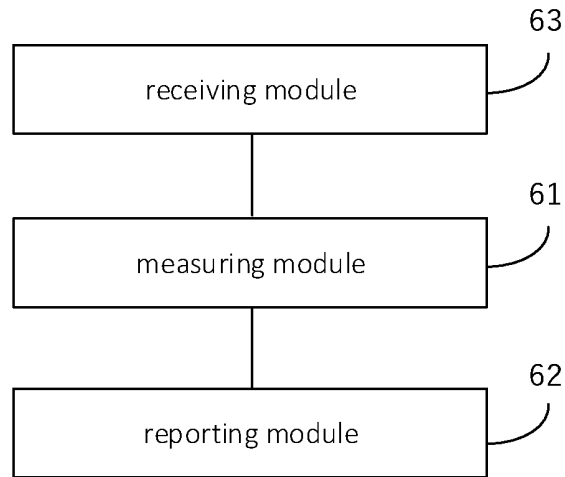 63
receiving module
61
measuring module
62
reporting module